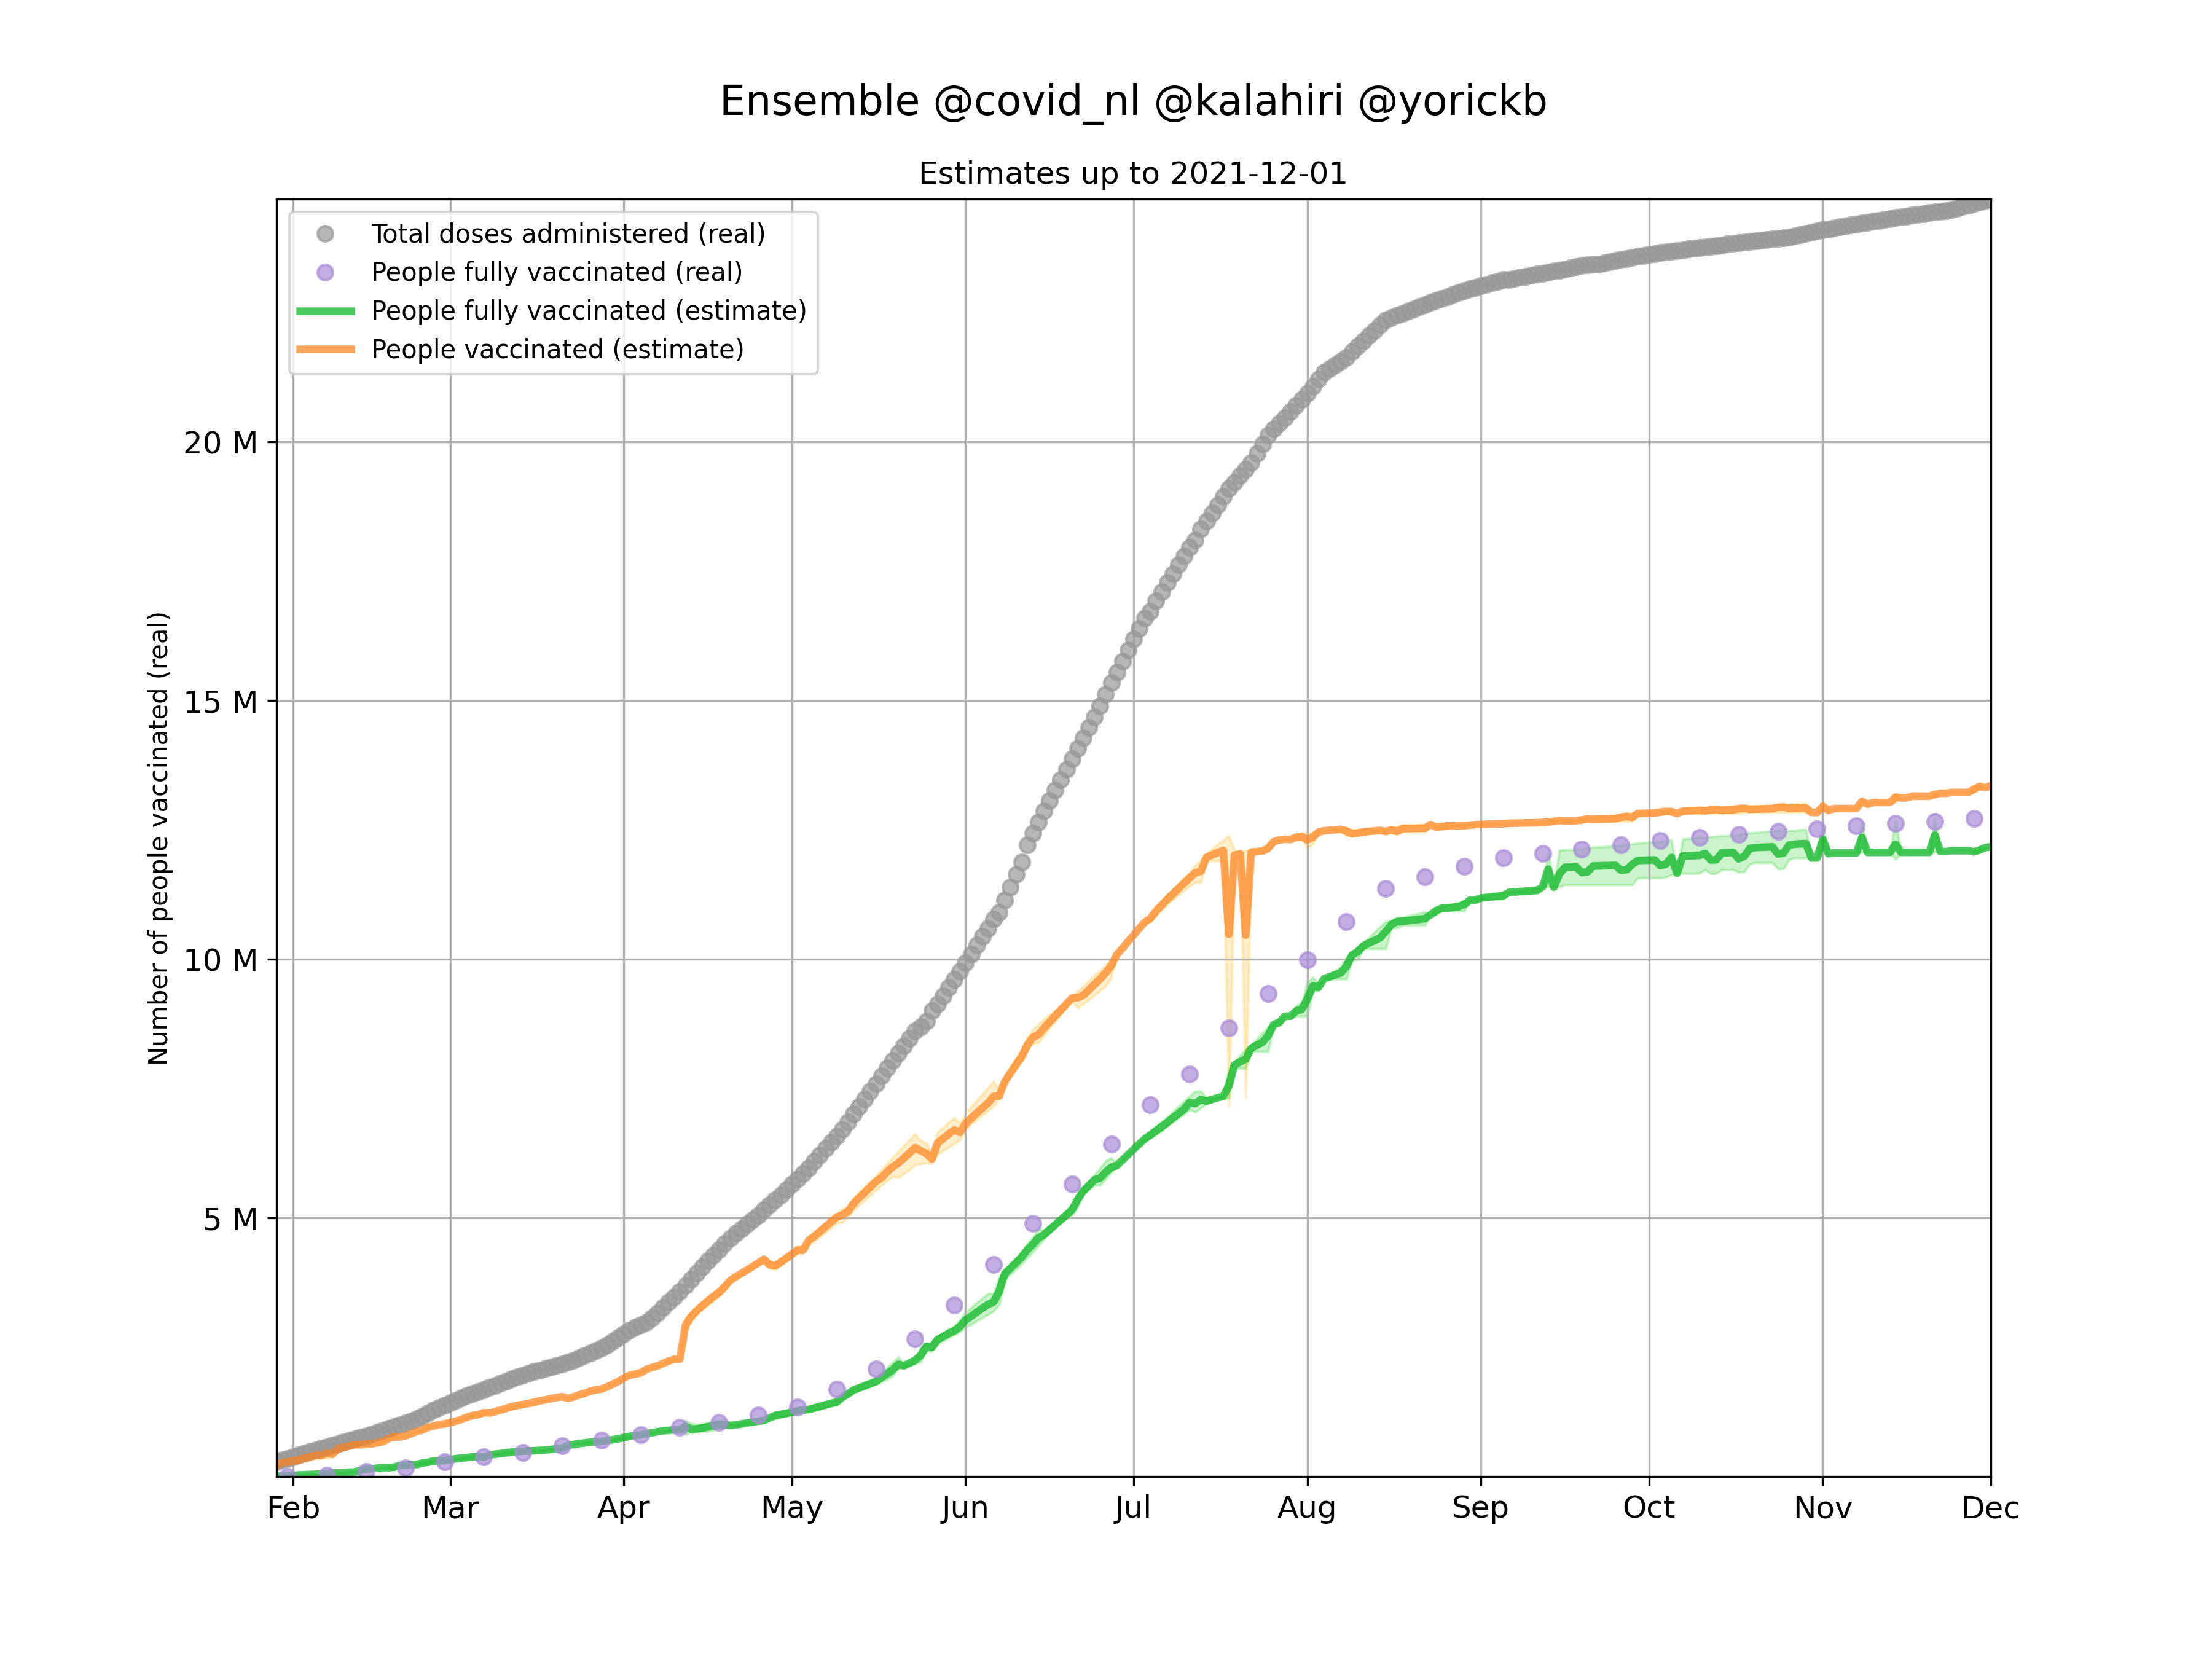 Ensemble @covid_nl @kalahiri @yorickb
Estimates up to 2021-12-01
Total doses administered (real)
People fully vaccinated (real)
People fully vaccinated (estimate)
People vaccinated (estimate)
Number of people vaccinated (real)
20 M
15 M
10 M
5 M
Feb Mar Apr May Jun Jul Aug Sep Oct Nov Dec